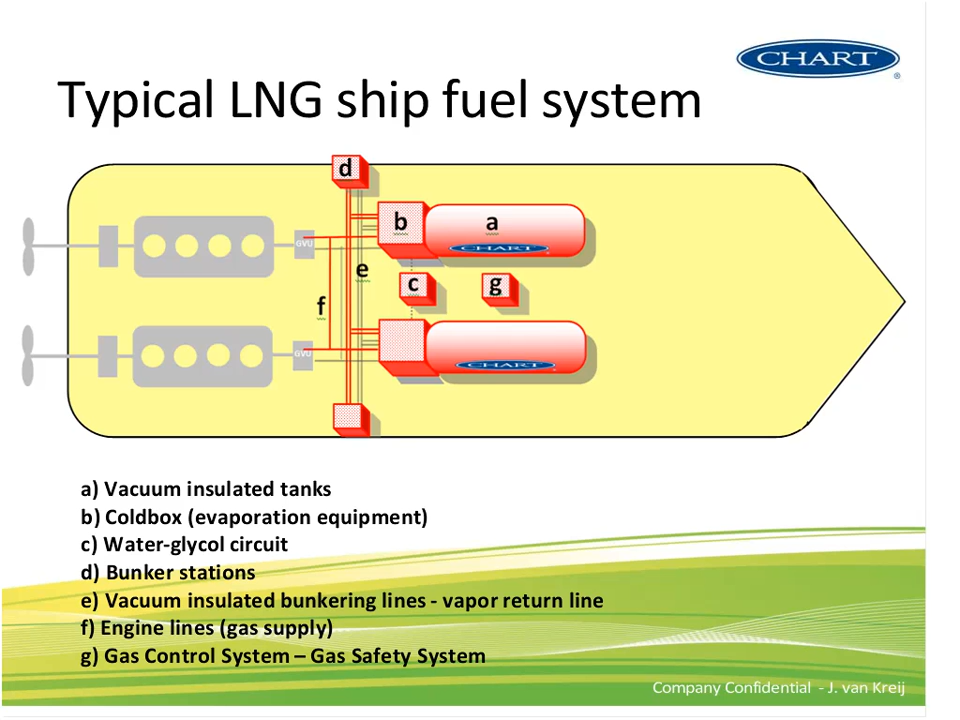 CHART
®
Typical LNG ship fuel system
d
b
a
GVU
CHART
e
c
g
f
GVU
CHART
a) Vacuum insulated tanks
b) Coldbox (evaporation equipment)
c) Water-glycol circuit
d) Bunker stations
e) Vacuum insulated bunkering lines - vapor return line
f) Engine lines (gas supply)
g) Gas Control System – Gas Safety System
Company Confidential - J. van Kreij